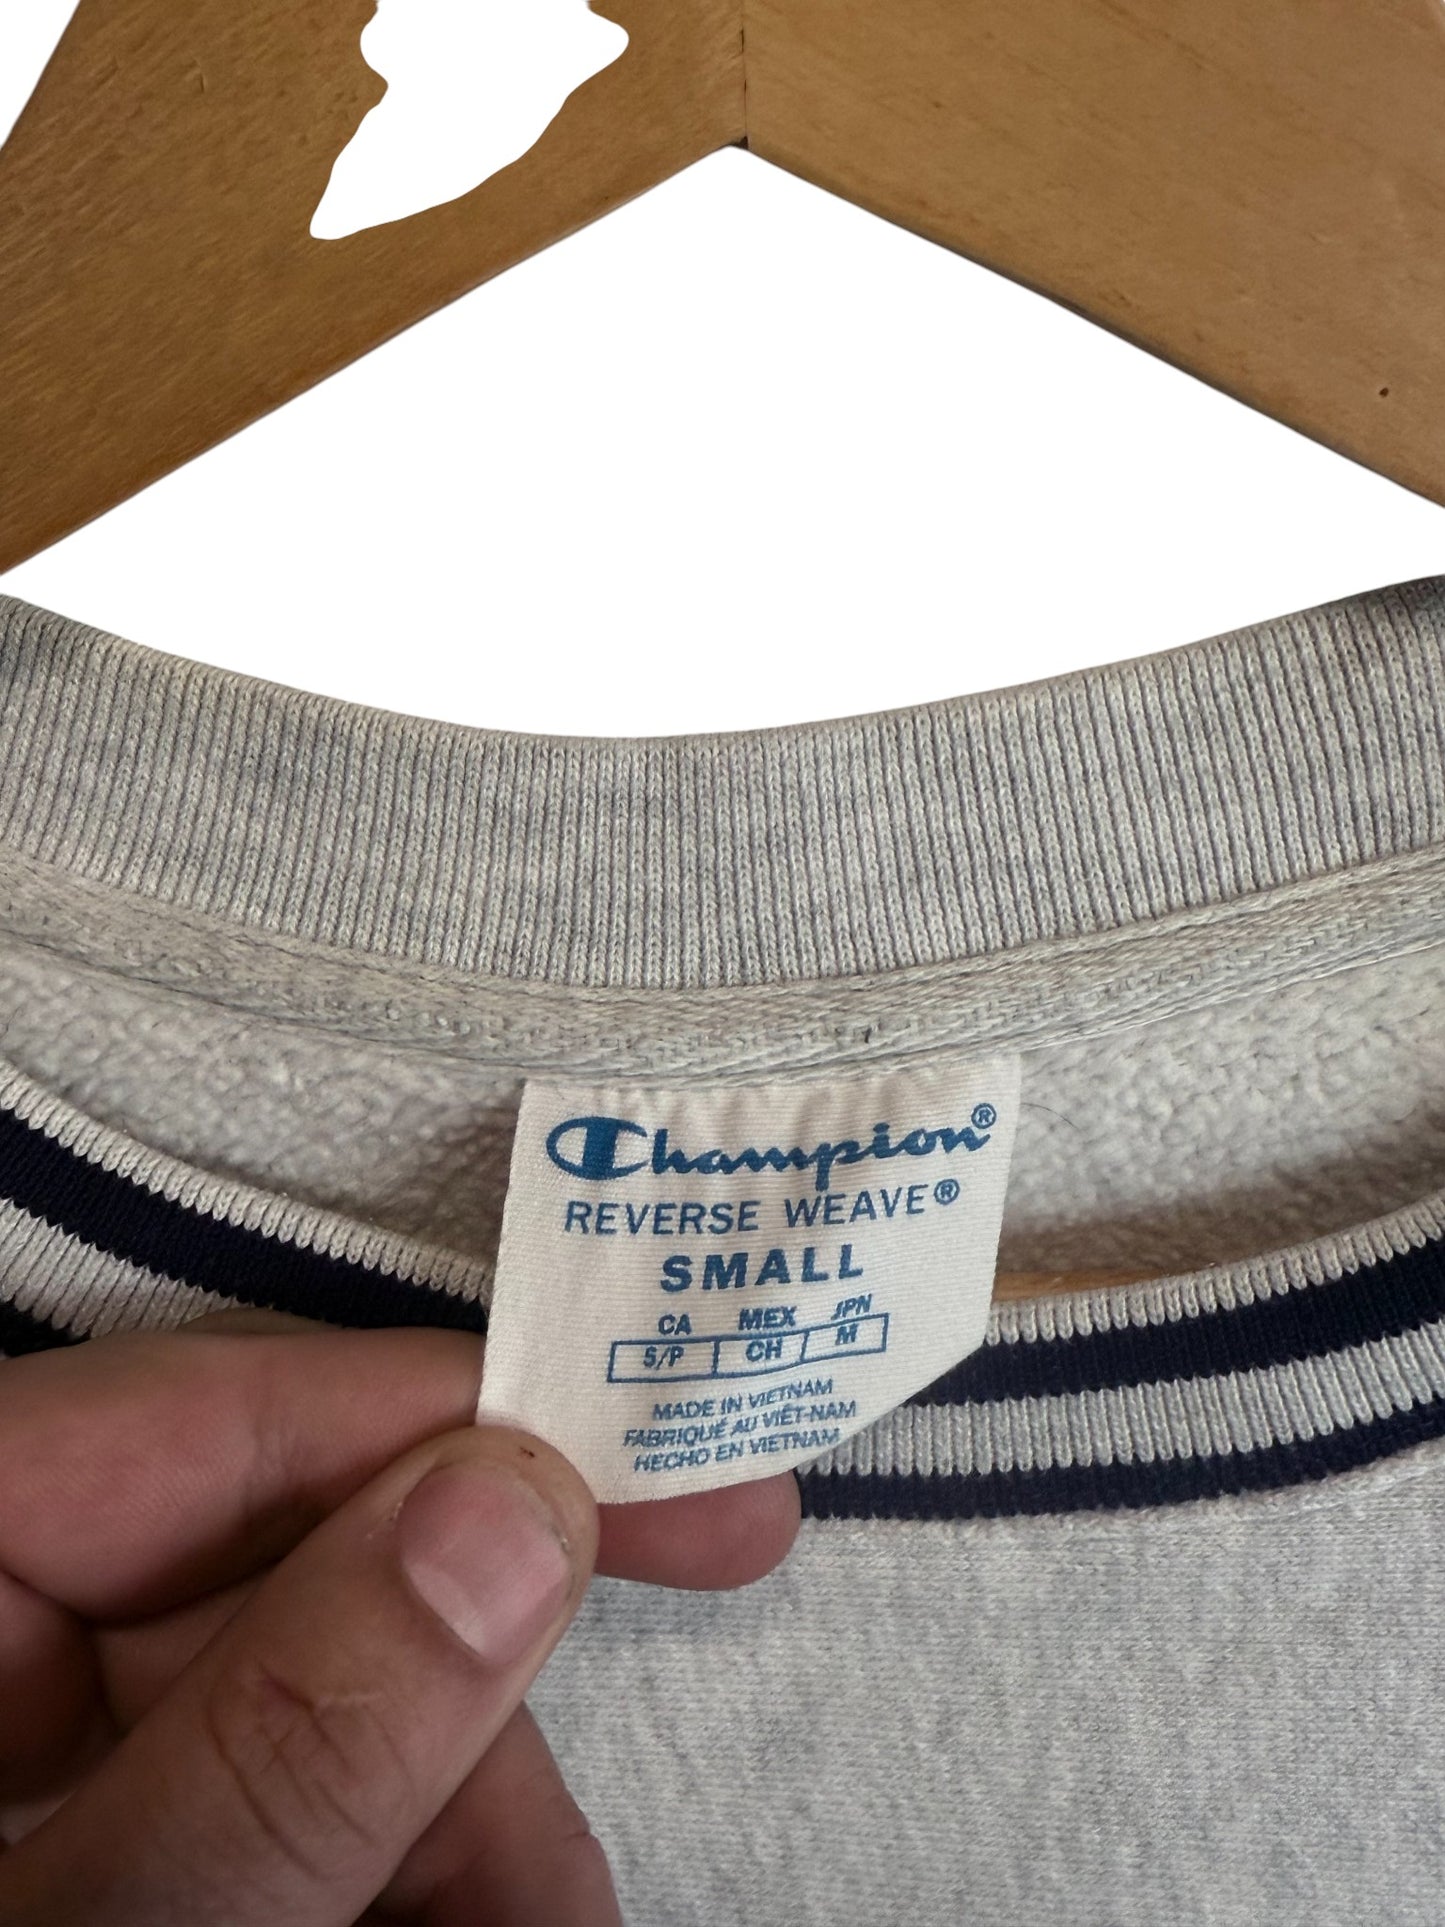 Champion®
REVERSE WEAVE®
SMALL
CA MEX JPN
S/P CH M
MADE IN VIETNAM
FABRIQUÉ AU VIÊT-NAM
HECHO EN VIETNAM